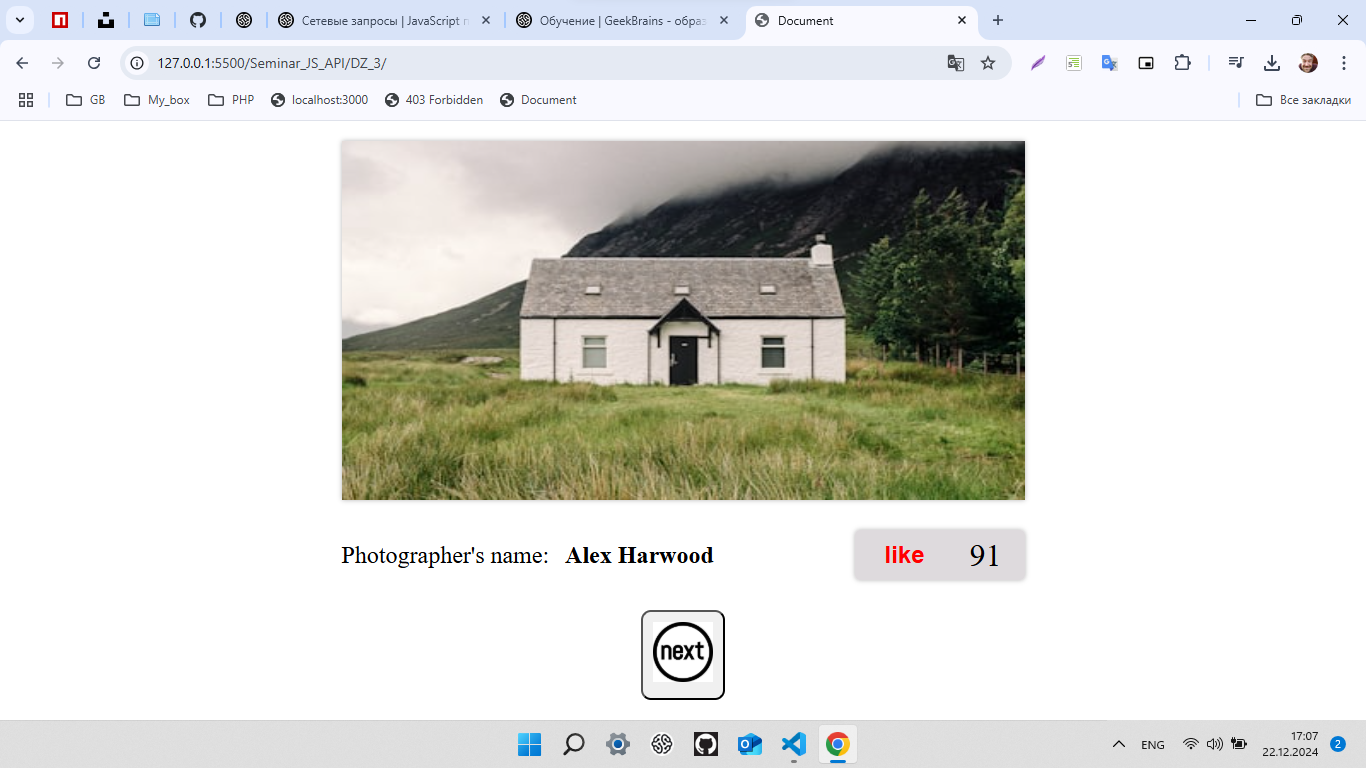 Сетевые запросы | JavaScript п
Обучение | GeekBrains - образ
Document
127.0.0.1:5500/Seminar_JS_API/DZ_3/
GB
My_box
PHP
localhost:3000
403 Forbidden
Document
Все закладки
Photographer's name: Alex Harwood
like 91
next
ENG
17:07
22.12.2024
2